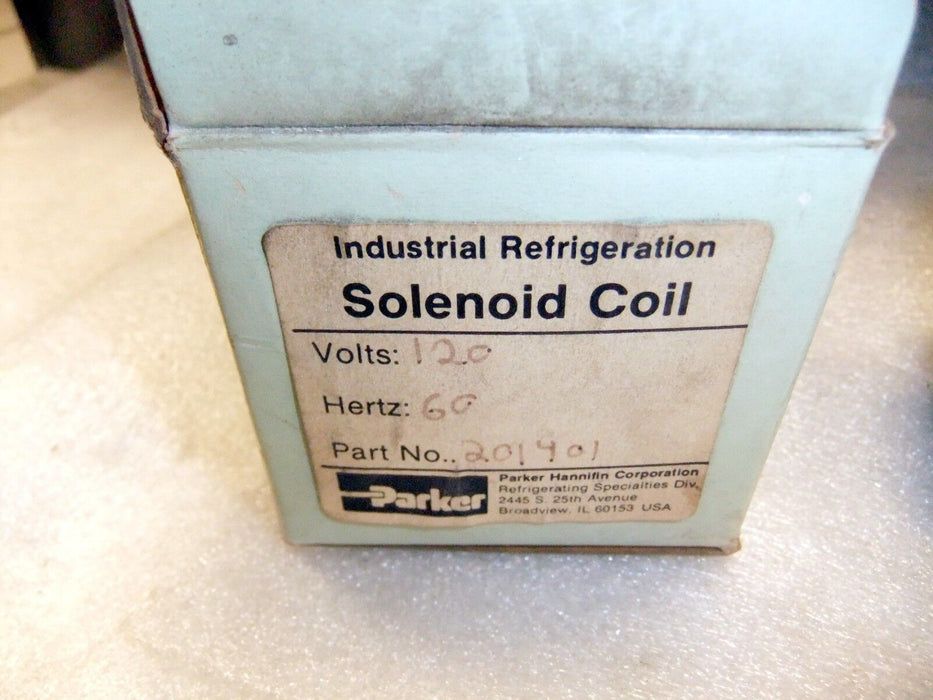 Industrial Refrigeration
Solenoid Coil
Volts: 120
Hertz: 60
Part No.. 201401
Parker
Parker Hannifin Corporation
Refrigerating Specialties Div.
2445 S. 25th Avenue
Broadview, IL 60153 USA